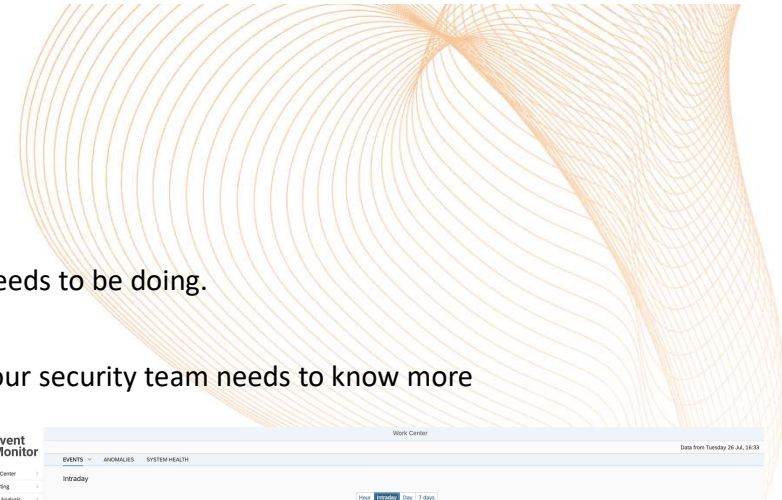 eeds to be doing.
our security team needs to know more
Work Center
vent
Monitor
Data from Tuesday 26 Jul, 16:33
EVENTS ANOMALIES SYSTEM HEALTH
Center
Intraday
ting
Analysis
Hour Intraday Day 7 days